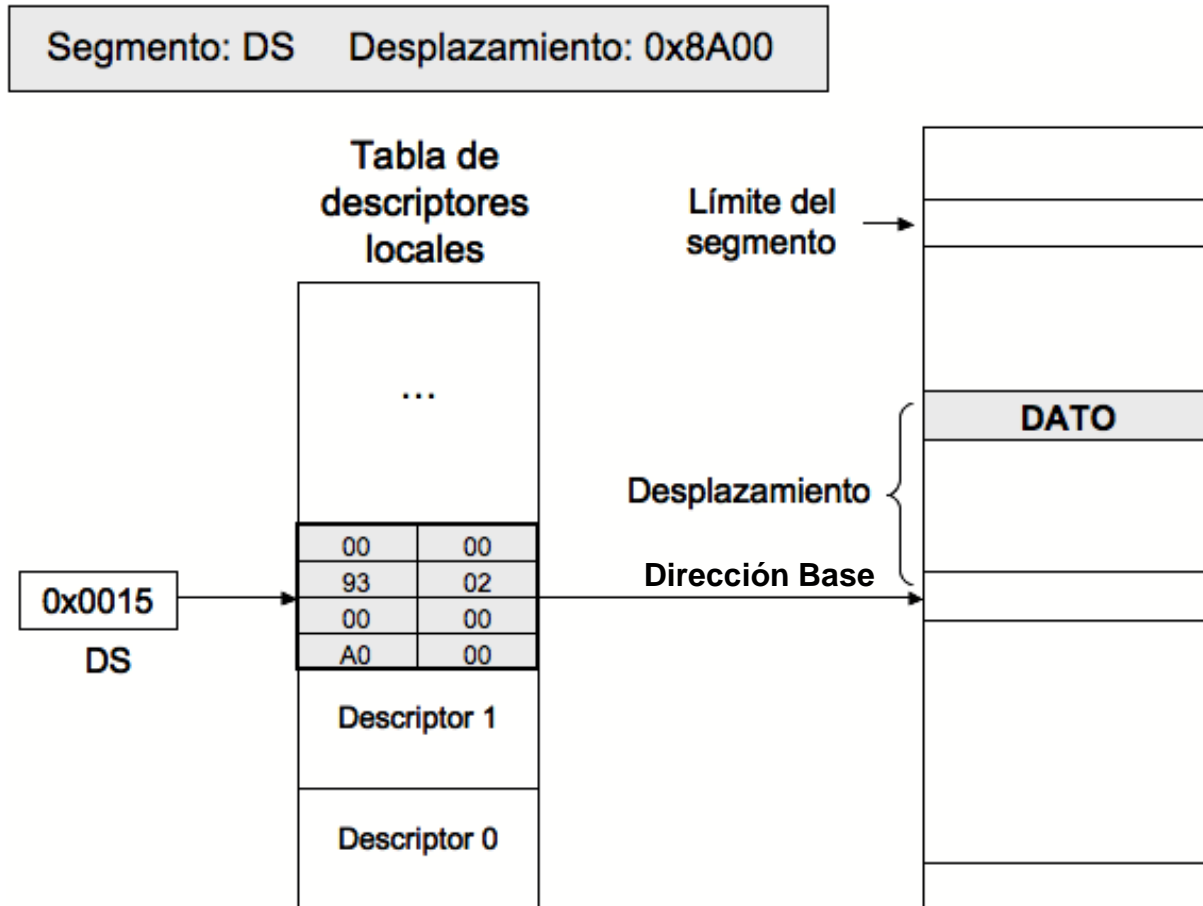 Segmento: DS Desplazamiento: 0x8A00
Tabla de
descriptores
locales
Límite del
segmento
...
DATO
Desplazamiento
00 00
93 02
00 00
A0 00
Dirección Base
0x0015
DS
Descriptor 1
Descriptor 0